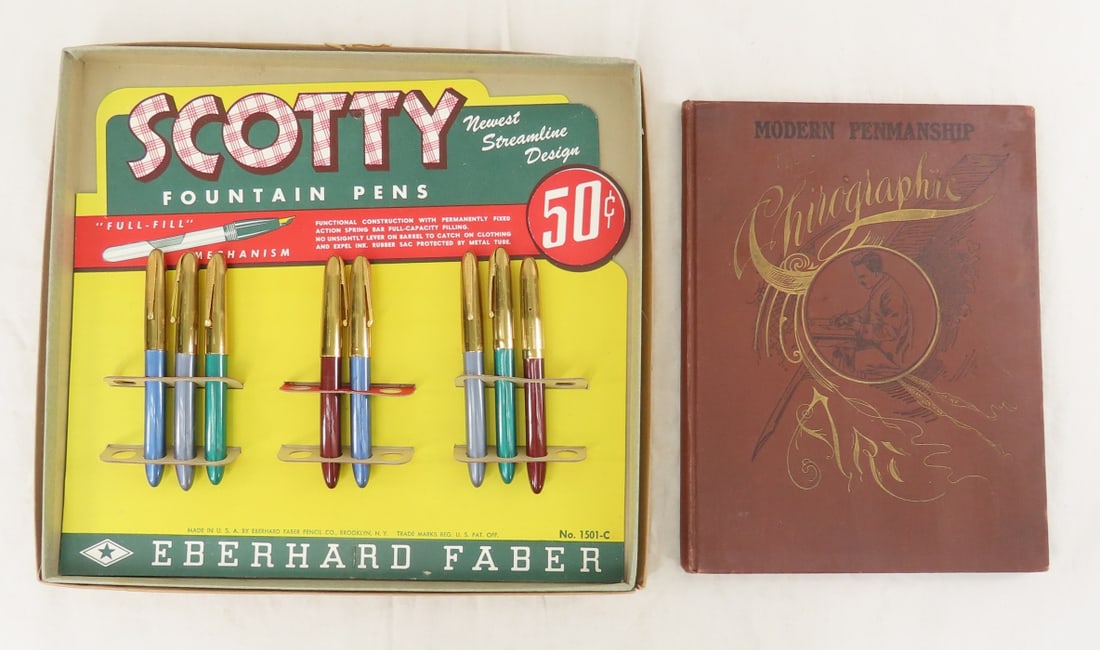 SCOTTY
Newest
Streamline
Design
FOUNTAIN PENS
50¢
"FULL-FILL"
MECHANISM
FUNCTIONAL CONSTRUCTION WITH PERMANENTLY FIXED
ACTION SPRING BAR FULL-CAPACITY FILLING.
NO UNSIGHTLY LEVER ON BARREL TO CATCH ON CLOTHING
AND EXPEL INK. RUBBER SAC PROTECTED BY METAL TUBE.
MADE IN U. S. A. BY EBERHARD FABER PENCIL CO., BROOKLYN, N. Y. TRADE MARKS REG. U. S. PAT. OFF.
No. 1501-C
EBERHARD FABER
MODERN PENMANSHIP
Chirographic
Art